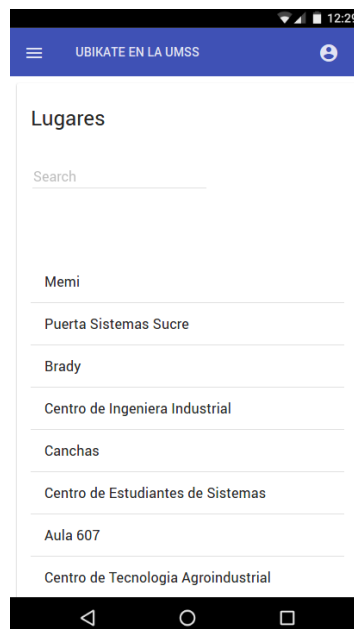 12:29
UBIKATE EN LA UMSS
Lugares
Search
Memi
Puerta Sistemas Sucre
Brady
Centro de Ingeniera Industrial
Canchas
Centro de Estudiantes de Sistemas
Aula 607
Centro de Tecnologia Agroindustrial